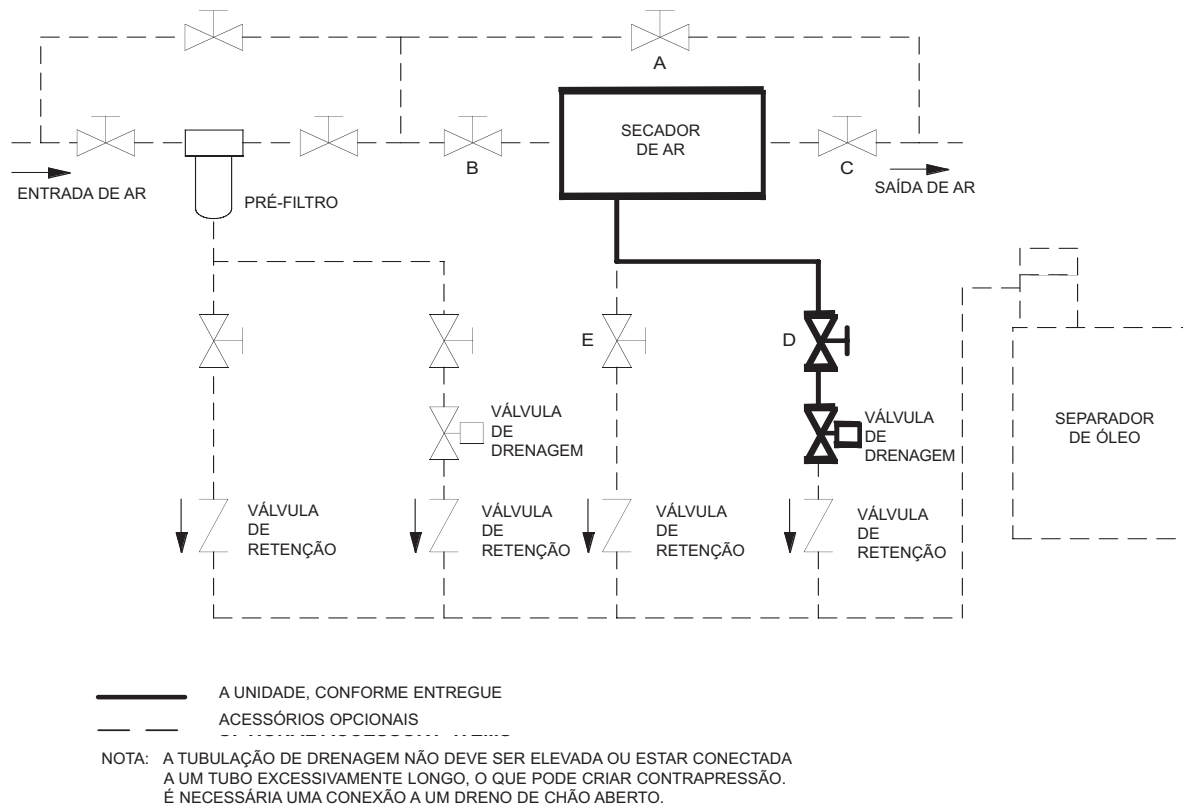 A
SECADOR
DE AR
B
C
ENTRADA DE AR
SAÍDA DE AR
PRÉ-FILTRO
E
D
VÁLVULA
DE
DRENAGEM
VÁLVULA
DE
DRENAGEM
SEPARADOR
DE ÓLEO
VÁLVULA
DE
RETENÇÃO
VÁLVULA
DE
RETENÇÃO
VÁLVULA
DE
RETENÇÃO
VÁLVULA
DE
RETENÇÃO
A UNIDADE, CONFORME ENTREGUE
ACESSÓRIOS OPCIONAIS
NOTA: A TUBULAÇÃO DE DRENAGEM NÃO DEVE SER ELEVADA OU ESTAR CONECTADA
A UM TUBO EXCESSIVAMENTE LONGO, O QUE PODE CRIAR CONTRAPRESSÃO.
É NECESSÁRIA UMA CONEXÃO A UM DRENO DE CHÃO ABERTO.